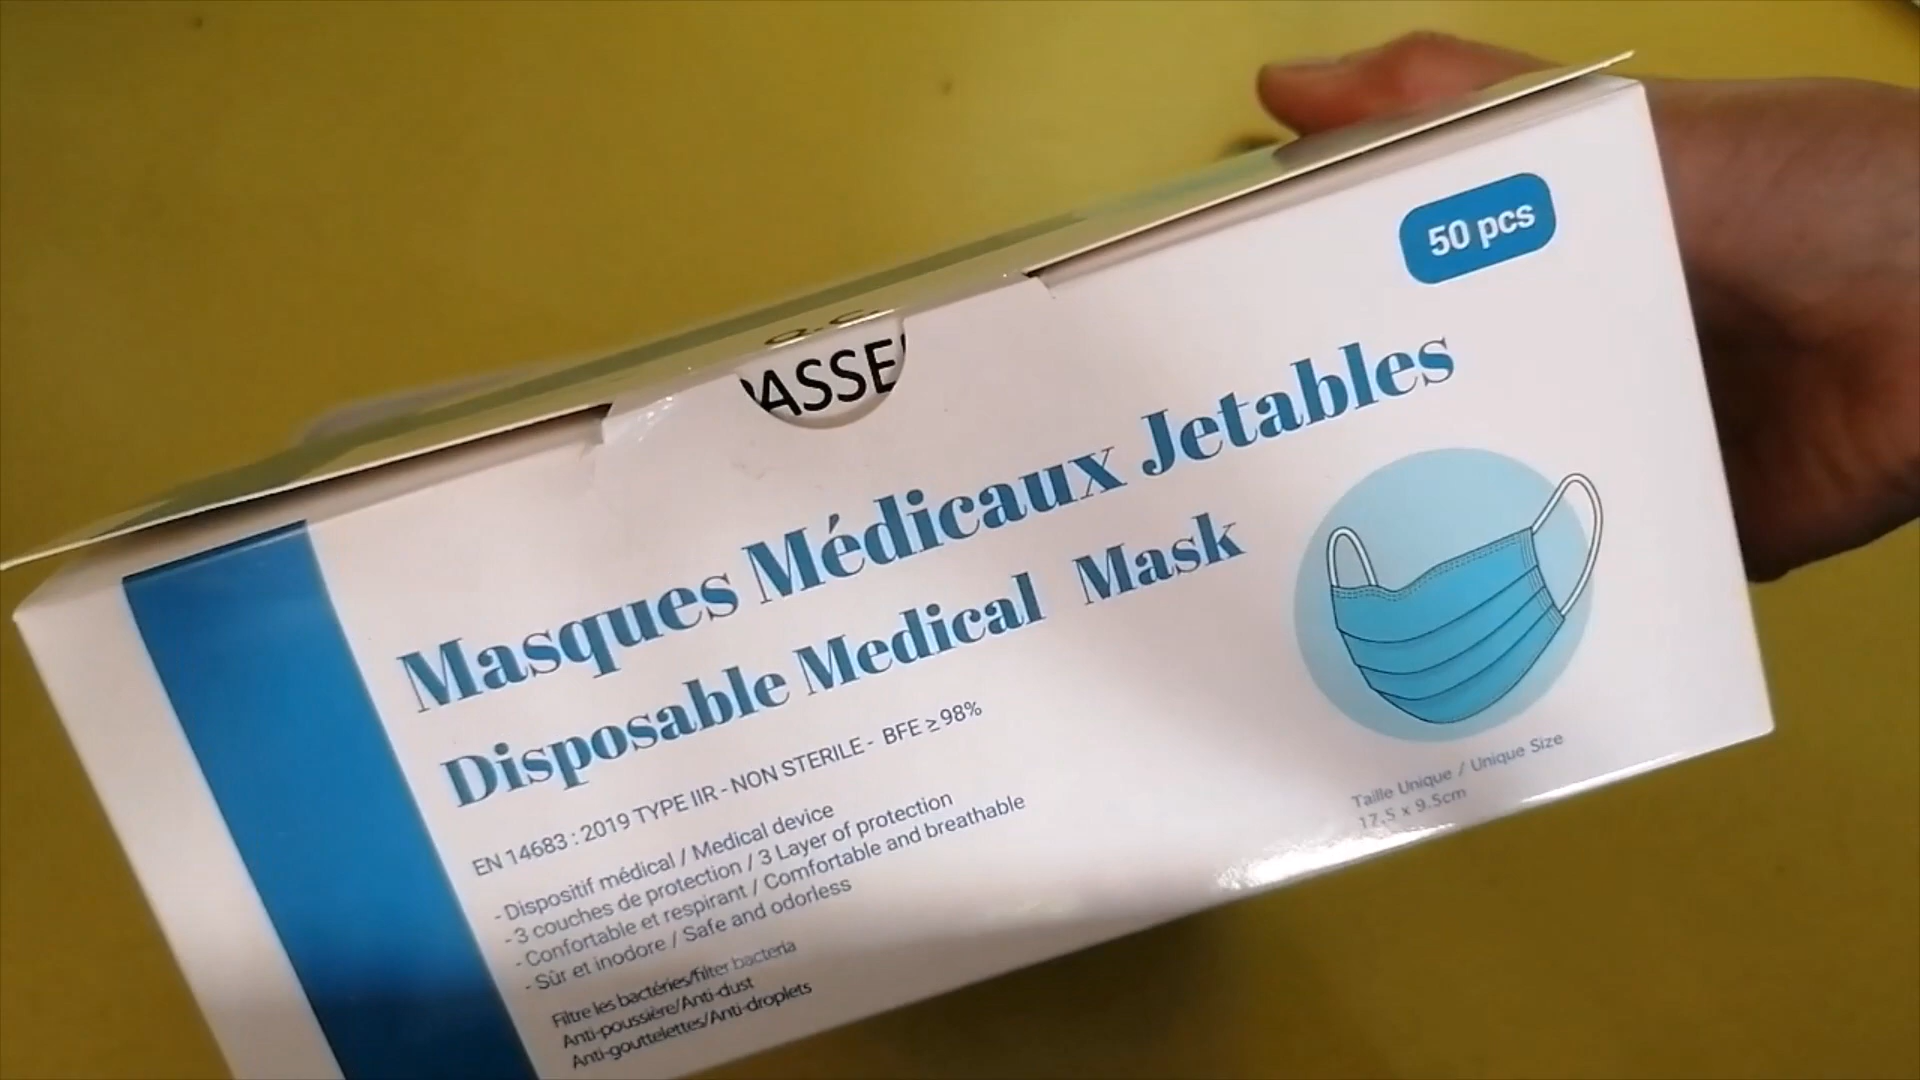 50 pcs
Q.C.
PASSE
Masques Médicaux Jetables
Disposable Medical Mask
EN 14683 : 2019 TYPE IIR - NON STERILE - BFE ≥ 98%
- Dispositif médical / Medical device
- 3 couches de protection / 3 Layer of protection
- Confortable et respirant / Comfortable and breathable
- Sûr et inodore / Safe and odorless
Filtre les bactéries/filter bacteria
Anti-poussière/Anti-dust
Anti-gouttelettes/Anti-droplets
Taille Unique / Unique Size
17.5 x 9.5cm